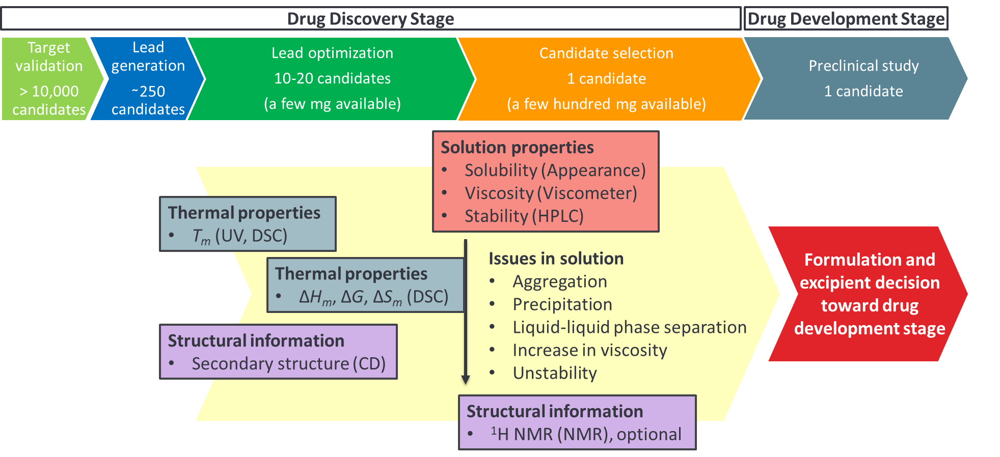 Drug Discovery Stage
Drug Development Stage
Target
validation
> 10,000
candidates
Lead
generation
~250
candidates
Lead optimization
10-20 candidates
(a few mg available)
Candidate selection
1 candidate
(a few hundred mg available)
Preclinical study
1 candidate
Solution properties
• Solubility (Appearance)
• Viscosity (Viscometer)
• Stability (HPLC)
Thermal properties
• Tm (UV, DSC)
Thermal properties
• ΔHm, ΔG, ΔSm (DSC)
Structural information
• Secondary structure (CD)
Issues in solution
• Aggregation
• Precipitation
• Liquid-liquid phase separation
• Increase in viscosity
• Unstability
Structural information
• ¹H NMR (NMR), optional
Formulation and
excipient decision
toward drug
development stage